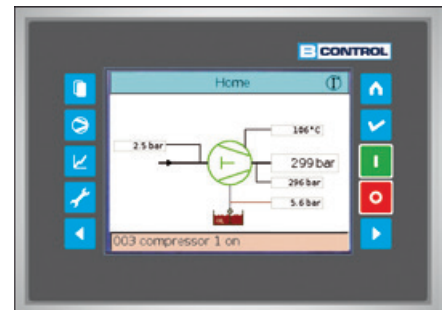 B CONTROL
Home
106°C
2.5 bar
299 bar
296 bar
5.6 bar
003 compressor 1 on